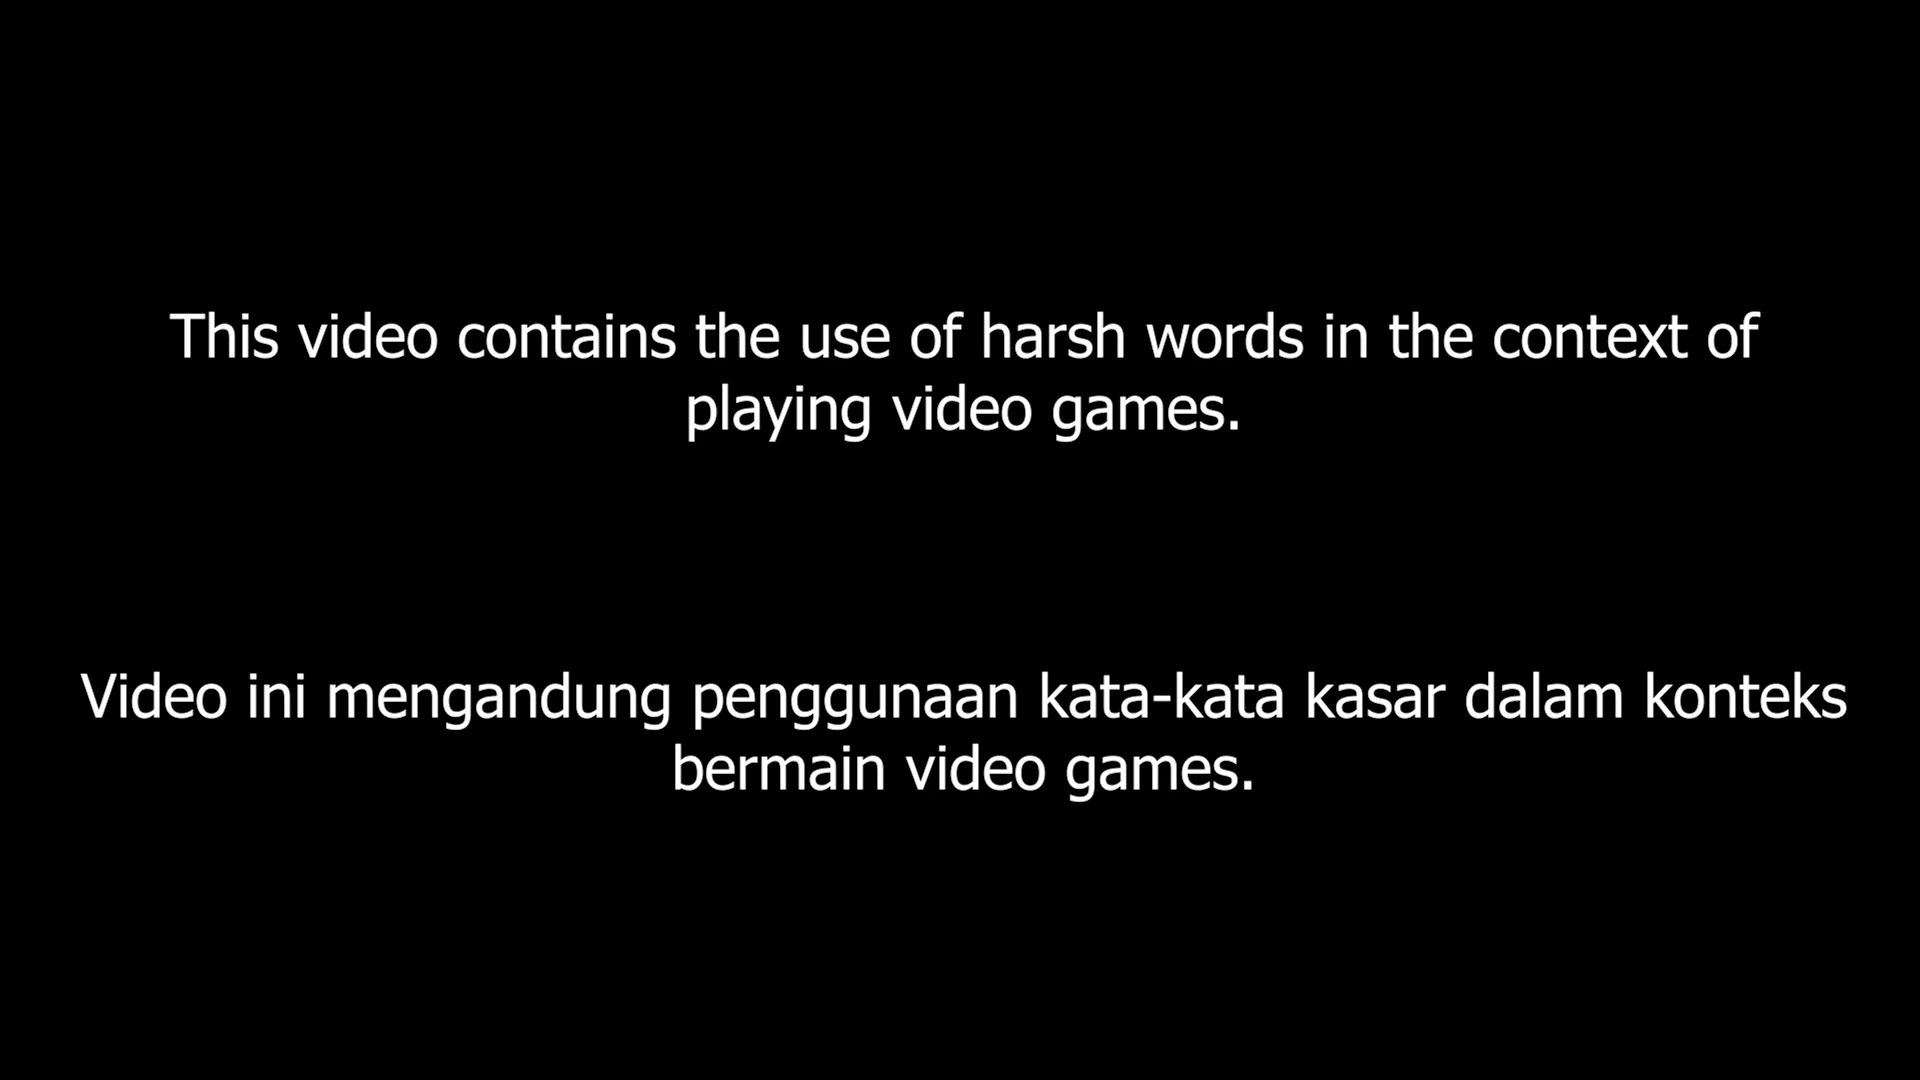 This video contains the use of harsh words in the context of
playing video games.
Video ini mengandung penggunaan kata-kata kasar dalam konteks
bermain video games.